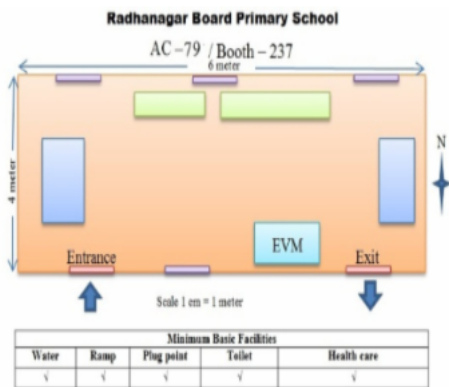 Radhanagar Board Primary School
AC –79 / Booth – 237
6 meter
4 meter
N
EVM
Entrance
Exit
Scale 1 cm = 1 meter
Minimum Basic Facilities
Water Ramp Plug point Toilet Health care
√ √ √ √ √